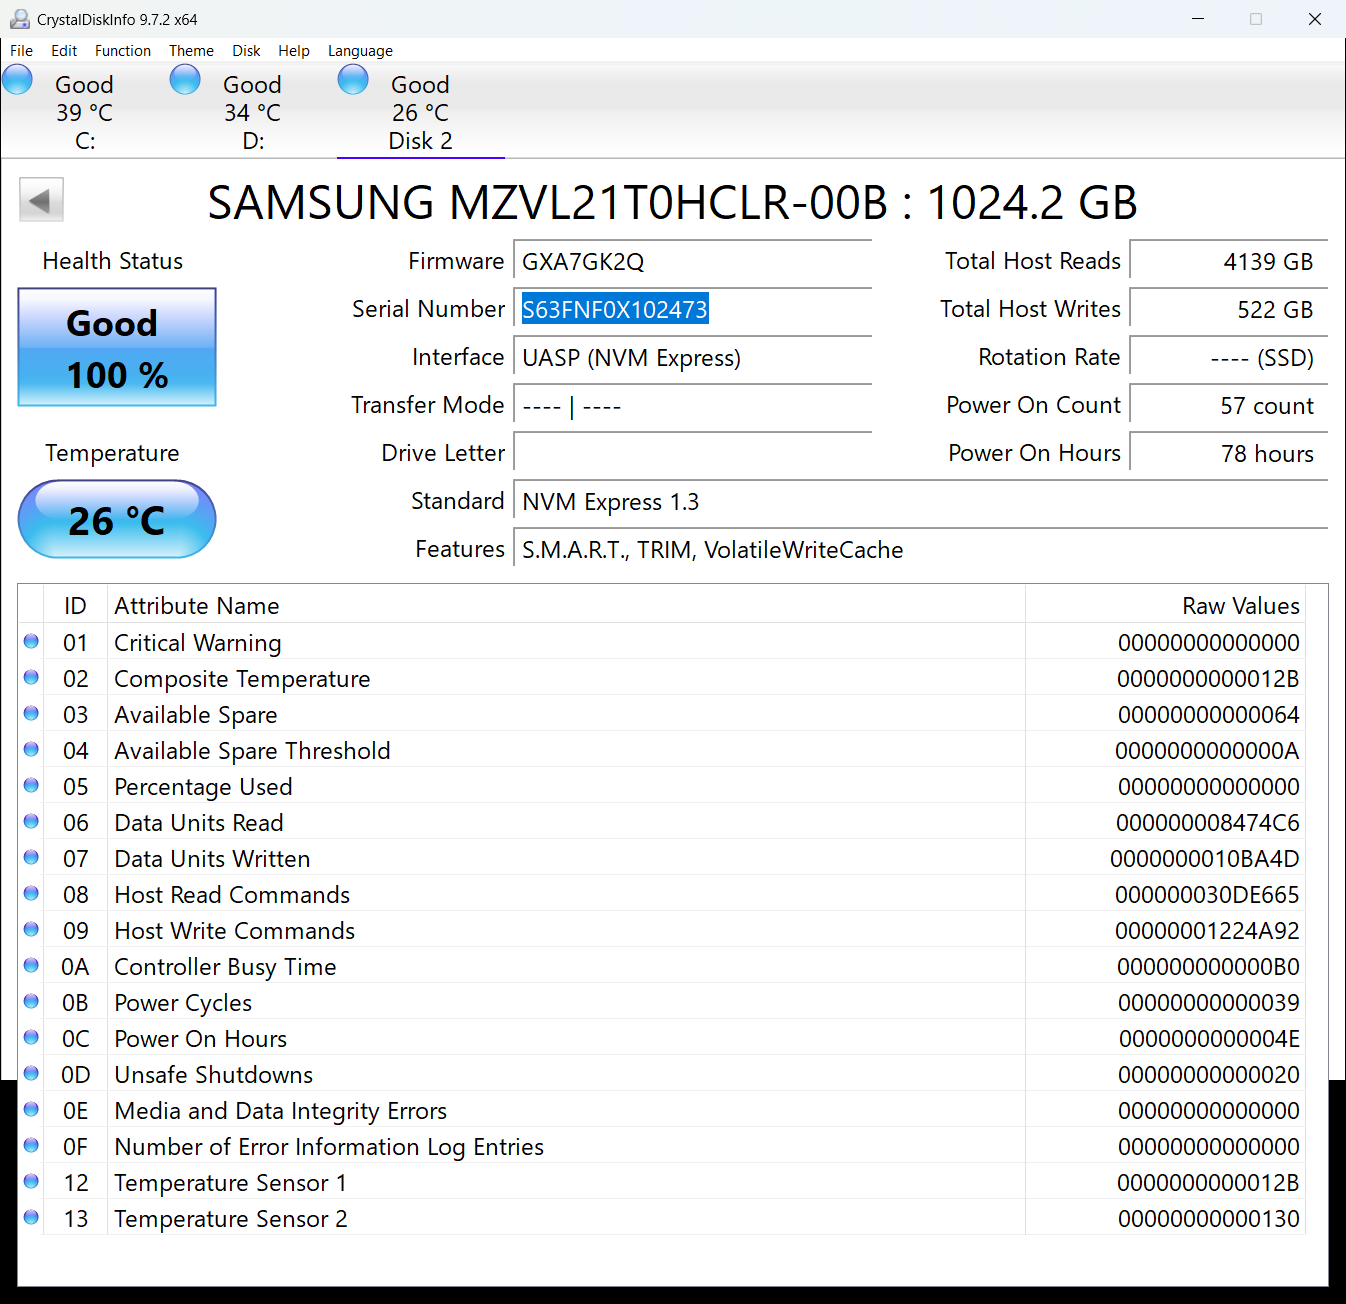 CrystalDiskInfo 9.7.2 x64
File Edit Function Theme Disk Help Language
Good Good Good
39 °C 34 °C 26 °C
C: D: Disk 2
SAMSUNG MZVL21T0HCLR-00B : 1024.2 GB
Health Status
Good
100 %
Temperature
26 °C
Firmware GXA7GK2Q
Serial Number S63FNF0X102473
Interface UASP (NVM Express)
Transfer Mode ---- | ----
Drive Letter
Standard NVM Express 1.3
Features S.M.A.R.T., TRIM, VolatileWriteCache
Total Host Reads 4139 GB
Total Host Writes 522 GB
Rotation Rate ---- (SSD)
Power On Count 57 count
Power On Hours 78 hours
ID Attribute Name Raw Values
01 Critical Warning 00000000000000
02 Composite Temperature 0000000000012B
03 Available Spare 00000000000064
04 Available Spare Threshold 0000000000000A
05 Percentage Used 00000000000000
06 Data Units Read 000000008474C6
07 Data Units Written 0000000010BA4D
08 Host Read Commands 000000030DE665
09 Host Write Commands 00000001224A92
0A Controller Busy Time 000000000000B0
0B Power Cycles 00000000000039
0C Power On Hours 0000000000004E
0D Unsafe Shutdowns 00000000000020
0E Media and Data Integrity Errors 00000000000000
0F Number of Error Information Log Entries 00000000000000
12 Temperature Sensor 1 0000000000012B
13 Temperature Sensor 2 00000000000130